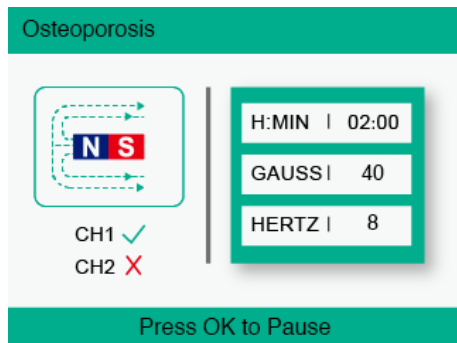 Osteoporosis
N S
CH1 ✓
CH2 X
H:MIN | 02:00
GAUSS | 40
HERTZ | 8
Press OK to Pause